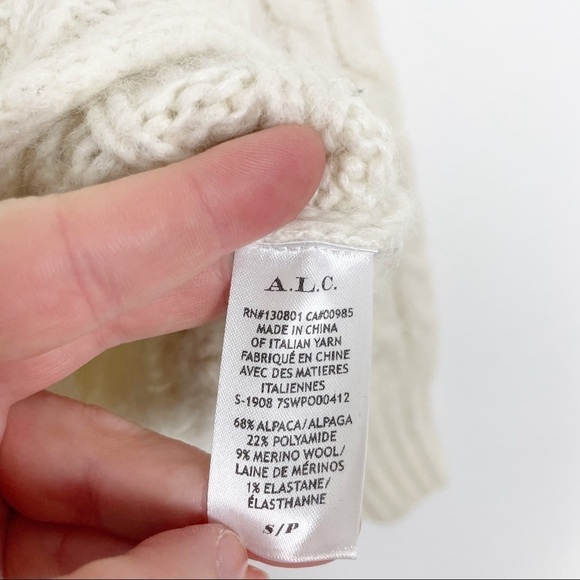 A.L.C.
RN#130801 CA#00985
MADE IN CHINA
OF ITALIAN YARN
FABRIQUÉ EN CHINE
AVEC DES MATIERES
ITALIENNES
S-1908 7SWPO00412
68% ALPACA/ALPAGA
22% POLYAMIDE
9% MERINO WOOL/
LAINE DE MÉRINOS
1% ELASTANE/
ÉLASTHANNE
S/P